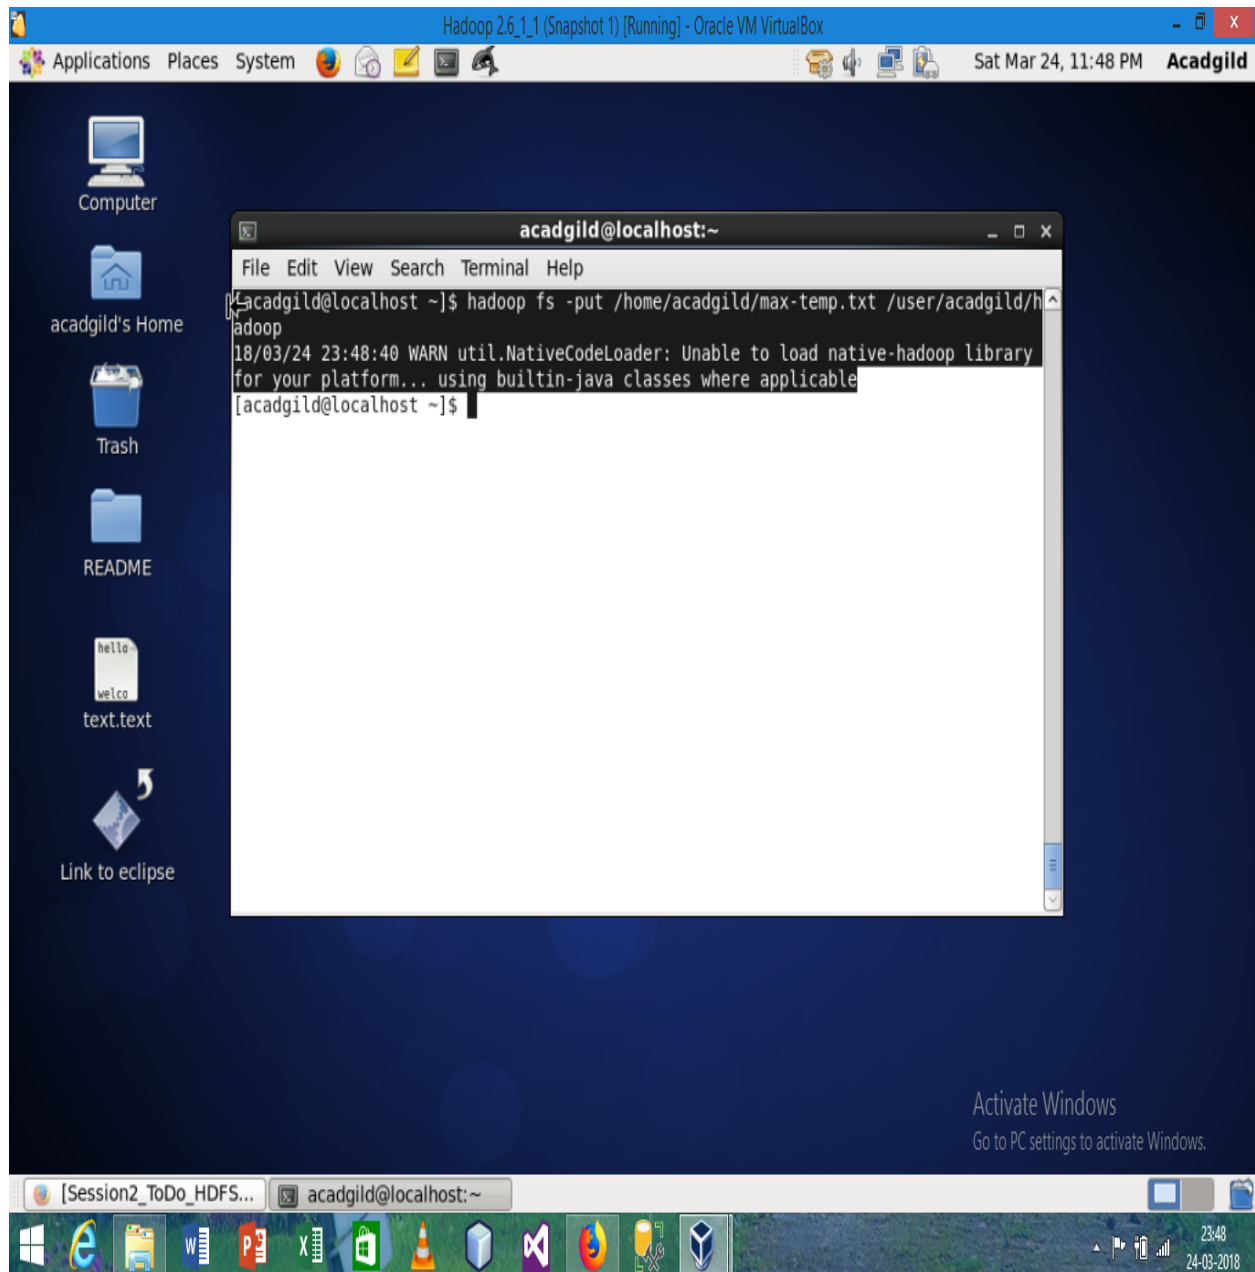 Hadoop 2.6_1_1 (Snapshot 1) [Running] - Oracle VM VirtualBox
Applications Places System Sat Mar 24, 11:48 PM Acadgild
Computer
acadgild's Home
Trash
README
hello
welco
text.text
Link to eclipse
acadgild@localhost:~
File Edit View Search Terminal Help
[acadgild@localhost ~]$ hadoop fs -put /home/acadgild/max-temp.txt /user/acadgild/h
adoop
18/03/24 23:48:40 WARN util.NativeCodeLoader: Unable to load native-hadoop library
for your platform... using builtin-java classes where applicable
[acadgild@localhost ~]$
Activate Windows
Go to PC settings to activate Windows.
[Session2_ToDo_HDFS... acadgild@localhost:~
23:48
24-03-2018